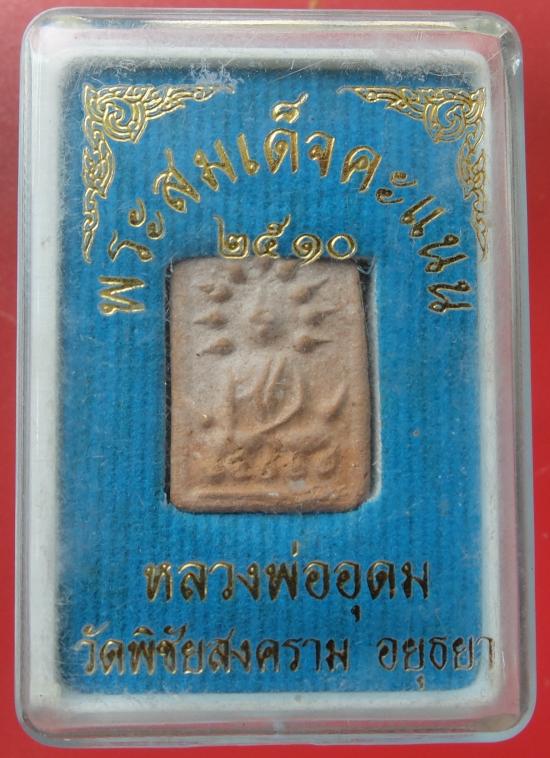 พระสมเด็จคะแนน
๒๕๑๐
หลวงพ่ออุดม
วัดพิชัยสงคราม อยุธยา